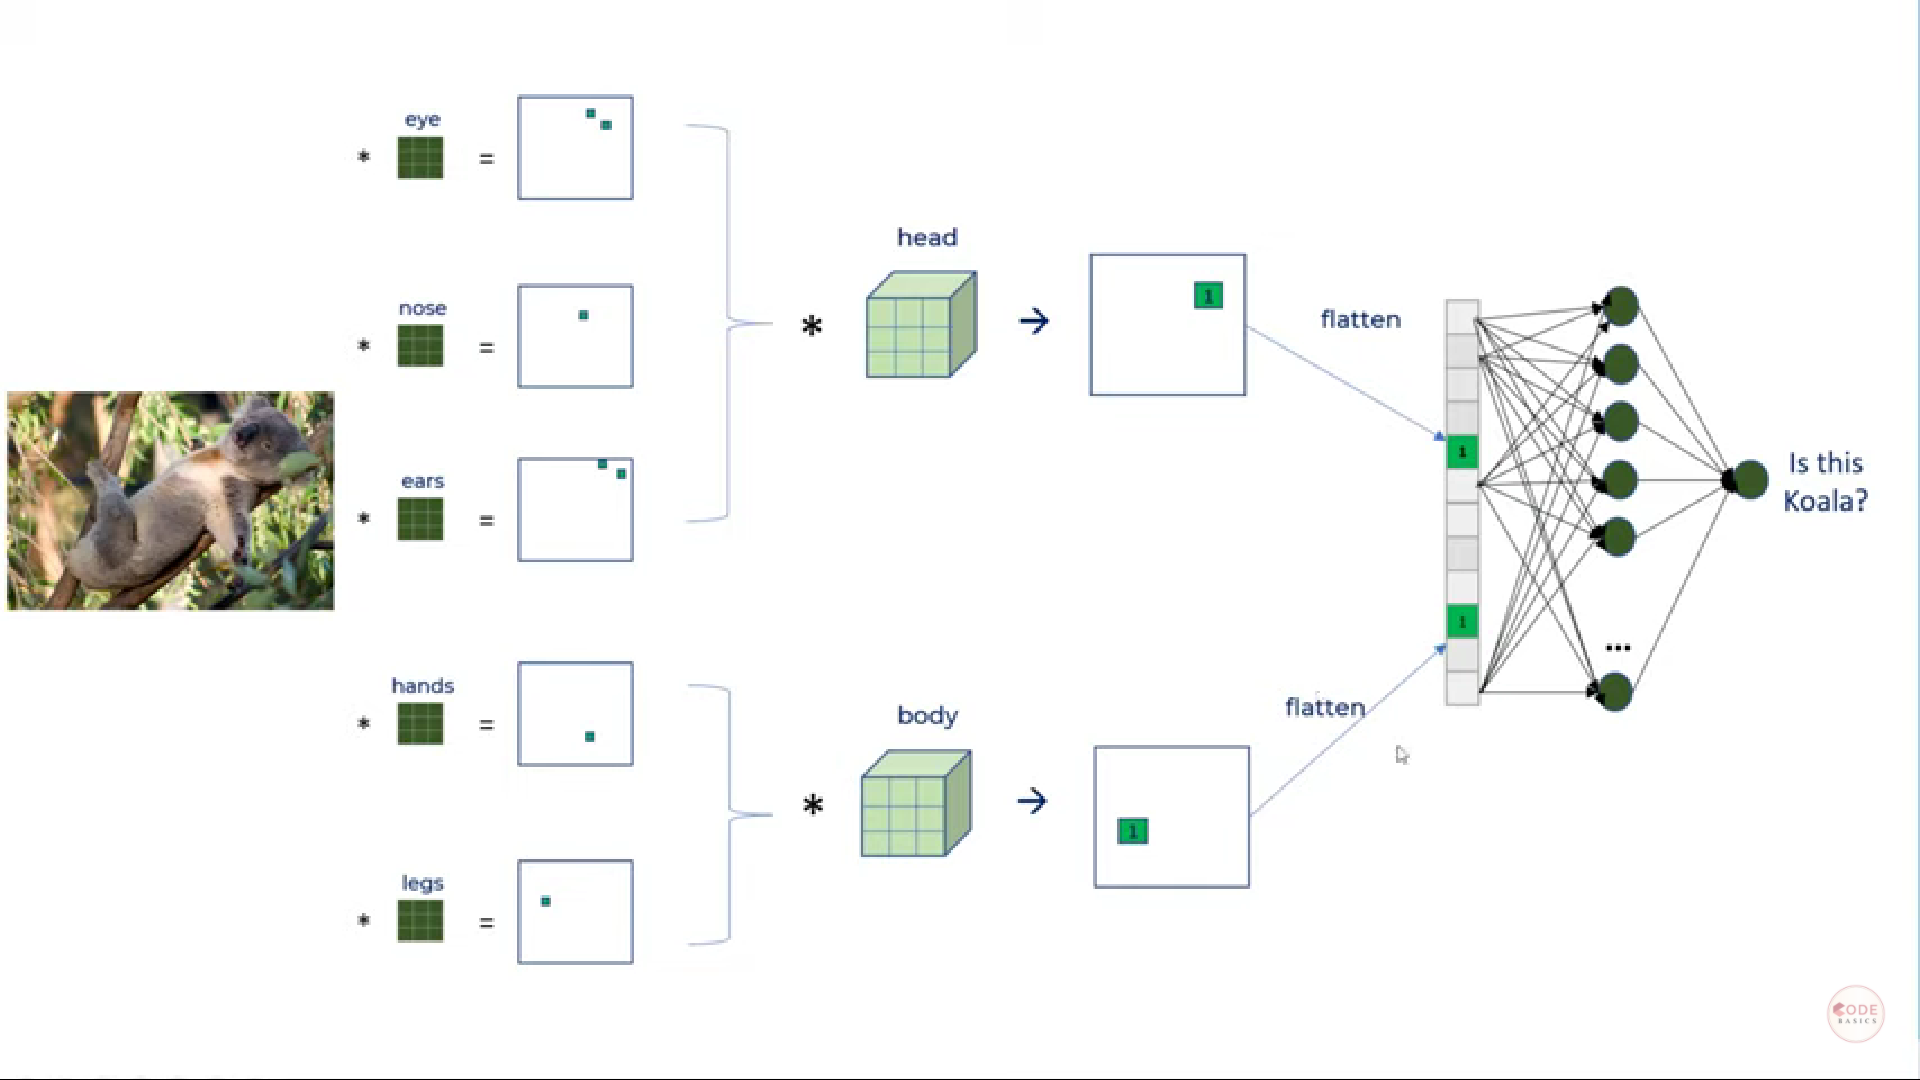 eye
*
=
nose
*
=
ears
*
=
hands
*
=
legs
*
=
head
*
→
1
body
*
→
1
flatten
flatten
1
1
...
Is this
Koala?
CODE
BASICS